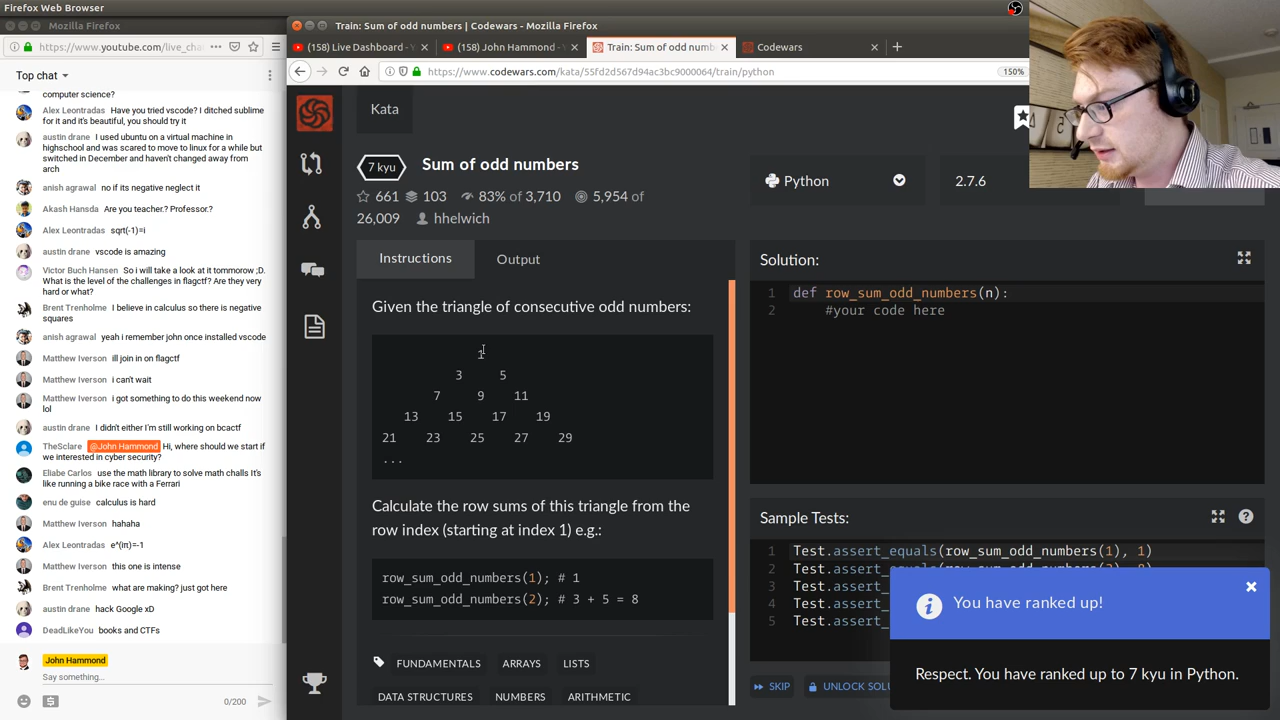 Firefox Web Browser
Mozilla Firefox
Train: Sum of odd numbers | Codewars - Mozilla Firefox
https://www.youtube.com/live_cha
(158) Live Dashboard - Y
(158) John Hammond -
Train: Sum of odd numb
Codewars
https://www.codewars.com/kata/55fd2d567d94ac3bc9000064/train/python
150%
Top chat
computer science?
Alex Leontradas Have you tried vscode? I ditched sublime
for it and it's beautiful, you should try it
austin drane I used ubuntu on a virtual machine in
highschool and was scared to move to linux for a while but
switched in December and haven't changed away from
arch
anish agrawal no if its negative neglect it
Akash Hansda Are you teacher.? Professor.?
Alex Leontradas sqrt(-1)=i
austin drane vscode is amazing
Victor Buch Hansen So i will take a look at it tommorow ;D.
What is the level of the challenges in flagctf? Are they very
hard or what?
Brent Trenholme I believe in calculus so there is negative
squares
anish agrawal yeah i remember john once installed vscode
Matthew Iverson ill join in on flagctf
Matthew Iverson i can't wait
Matthew Iverson i got something to do this weekend now
lol
austin drane I didn't either I'm still working on bcactf
TheSclare @John Hammond Hi, where should we start if
we interested in cyber security?
Eliabe Carlos use the math library to solve math challs It's
like running a bike race with a Ferrari
enu de guise calculus is hard
Matthew Iverson hahaha
Alex Leontradas e^(iπ)=-1
Matthew Iverson this one is intense
Brent Trenholme what are making? just got here
austin drane hack Google xD
DeadLikeYou books and CTFs
John Hammond
Say something...
0/200
Kata
7 kyu
Sum of odd numbers
661 103 83% of 3,710 5,954 of
26,009 hhelwich
Python
2.7.6
Instructions
Output
Given the triangle of consecutive odd numbers:
1
3 5
7 9 11
13 15 17 19
21 23 25 27 29
...
Calculate the row sums of this triangle from the
row index (starting at index 1) e.g.:
row_sum_odd_numbers(1); # 1
row_sum_odd_numbers(2); # 3 + 5 = 8
FUNDAMENTALS ARRAYS LISTS
DATA STRUCTURES NUMBERS ARITHMETIC
Solution:
1 def row_sum_odd_numbers(n):
2 #your code here
Sample Tests:
1 Test.assert_equals(row_sum_odd_numbers(1), 1)
2 Test.assert_equals
3 Test.assert_
4 Test.assert_
5 Test.assert_
SKIP
UNLOCK SOLU
You have ranked up!
Respect. You have ranked up to 7 kyu in Python.